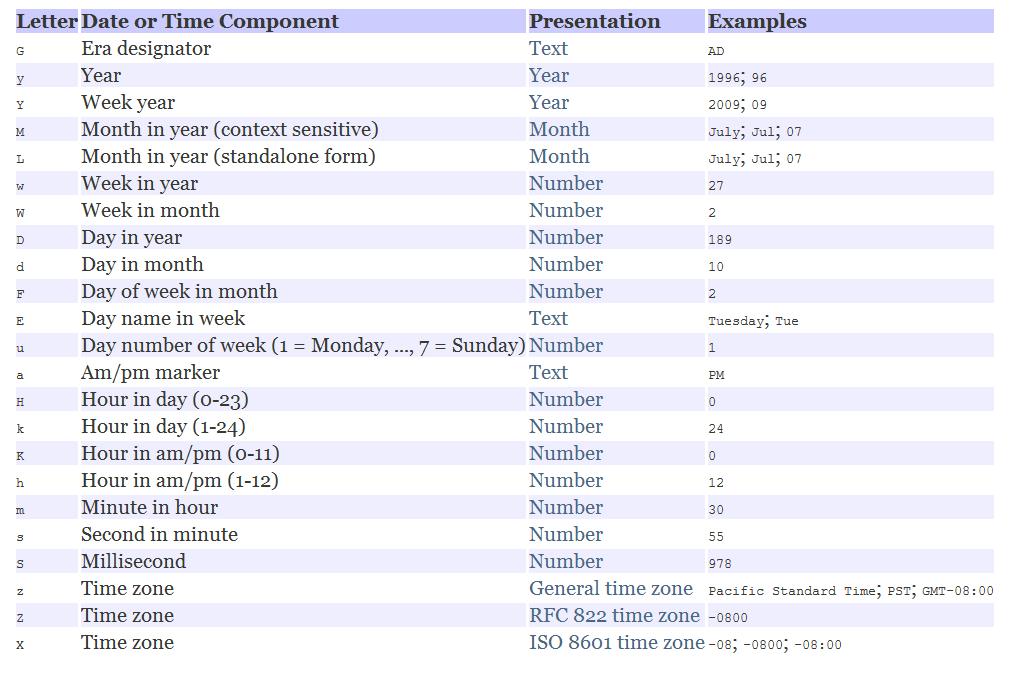 Letter Date or Time Component Presentation Examples
G Era designator Text AD
y Year Year 1996; 96
Y Week year Year 2009; 09
M Month in year (context sensitive) Month July; Jul; 07
L Month in year (standalone form) Month July; Jul; 07
w Week in year Number 27
W Week in month Number 2
D Day in year Number 189
d Day in month Number 10
F Day of week in month Number 2
E Day name in week Text Tuesday; Tue
u Day number of week (1 = Monday, ..., 7 = Sunday) Number 1
a Am/pm marker Text PM
H Hour in day (0-23) Number 0
k Hour in day (1-24) Number 24
K Hour in am/pm (0-11) Number 0
h Hour in am/pm (1-12) Number 12
m Minute in hour Number 30
s Second in minute Number 55
S Millisecond Number 978
z Time zone General time zone Pacific Standard Time; PST; GMT-08:00
Z Time zone RFC 822 time zone -0800
X Time zone ISO 8601 time zone -08; -0800; -08:00